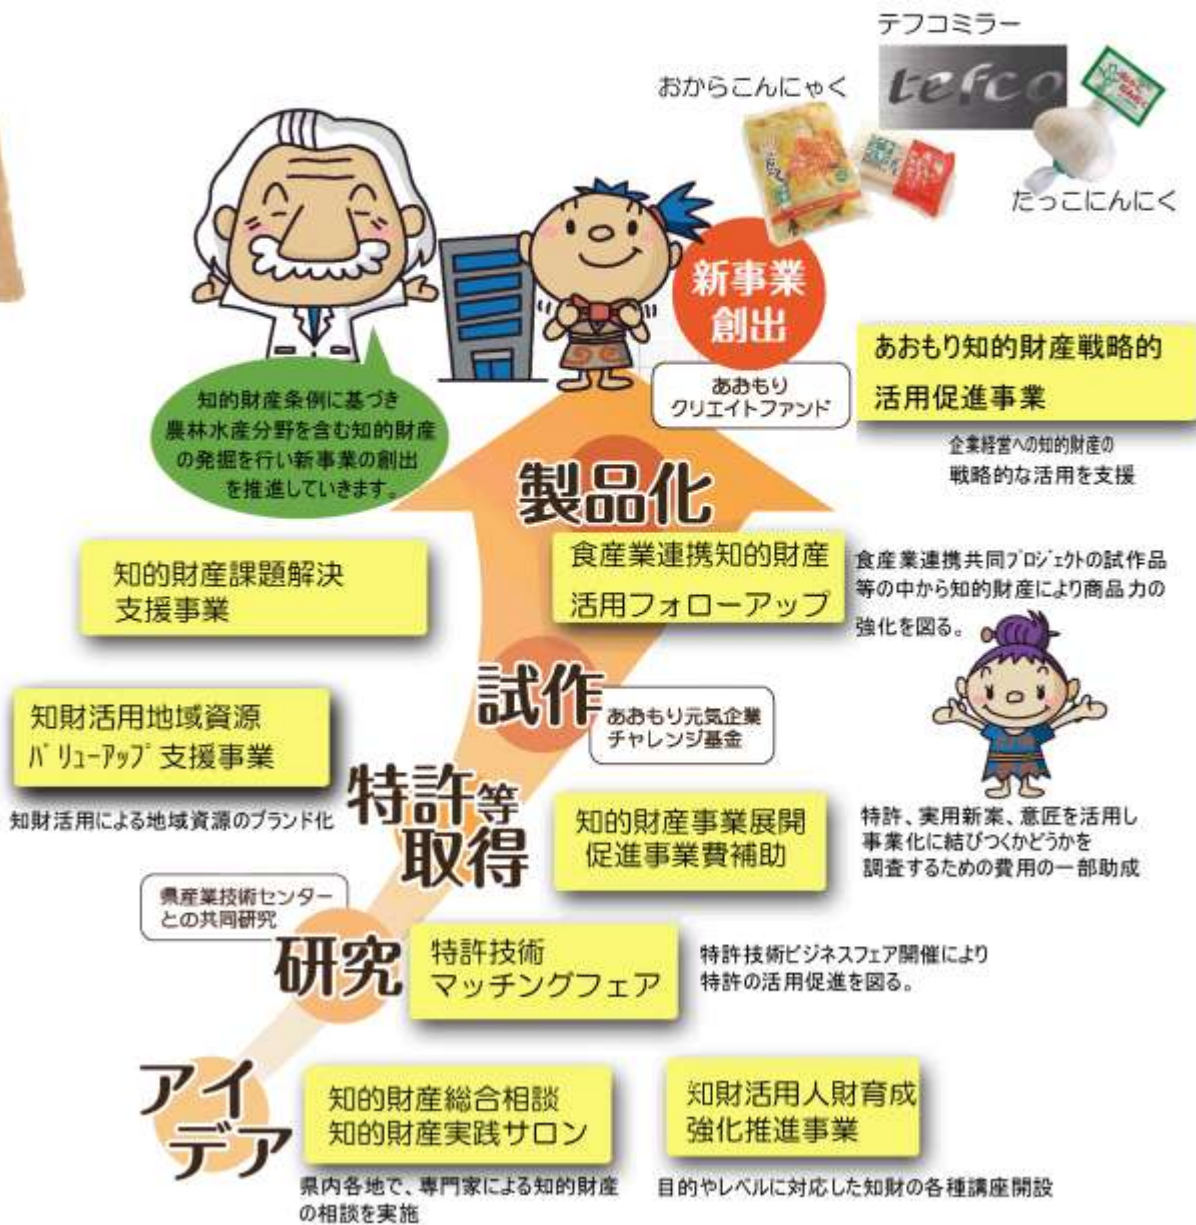 テフコミラー
おからこんにゃく
tefco
たっこにんにく
新事業
創出
あおもり
クリエイトファンド
あおもり知的財産戦略的
活用促進事業
企業経営への知的財産の
戦略的な活用を支援
知的財産条例に基づき
農林水産分野を含む知的財産
の発掘を行い新事業の創出
を推進していきます。
製品化
知的財産課題解決
支援事業
食産業連携知的財産
活用フォローアップ
食産業連携共同プロジェクトの試作品
等の中から知的財産により商品力の
強化を図る。
試作
あおもり元気企業
チャレンジ基金
知財活用地域資源
バリューアップ支援事業
知財活用による地域資源のブランド化
特許等
取得
知的財産事業展開
促進事業費補助
特許、実用新案、意匠を活用し
事業化に結びつくかどうかを
調査するための費用の一部助成
県産業技術センター
との共同研究
研究
特許技術
マッチングフェア
特許技術ビジネスフェア開催により
特許の活用促進を図る。
アイ
デア
知的財産総合相談
知的財産実践サロン
県内各地で、専門家による知的財産
の相談を実施
知財活用人財育成
強化推進事業
目的やレベルに対応した知財の各種講座開設